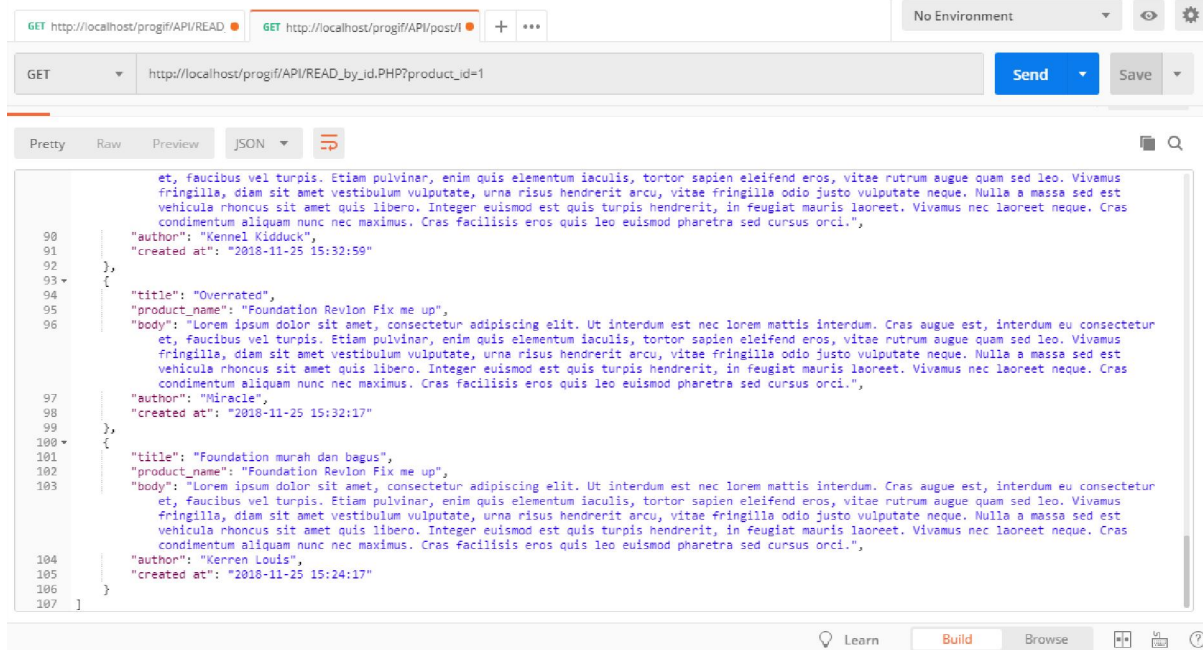 GET http://localhost/progif/API/READ
GET http://localhost/progif/API/post/
+
•••
No Environment
GET
http://localhost/progif/API/READ_by_id.PHP?product_id=1
Send
Save
Pretty
Raw
Preview
JSON
et, faucibus vel turpis. Etiam pulvinar, enim quis elementum iaculis, tortor sapien eleifend eros, vitae rutrum augue quam sed leo. Vivamus
fringilla, diam sit amet vestibulum vulputate, urna risus hendrerit arcu, vitae fringilla odio justo vulputate neque. Nulla a massa sed est
vehicula rhoncus sit amet quis libero. Integer euismod est quis turpis hendrerit, in feugiat mauris laoreet. Vivamus nec laoreet neque. Cras
condimentum aliquam nunc nec maximus. Cras facilisis eros quis leo euismod pharetra sed cursus orci.",
90 "author": "Kennel Kidduck",
91 "created at": "2018-11-25 15:32:59"
92 },
93 {
94 "title": "Overrated",
95 "product_name": "Foundation Revlon Fix me up",
96 "body": "Lorem ipsum dolor sit amet, consectetur adipiscing elit. Ut interdum est nec lorem mattis interdum. Cras augue est, interdum eu consectetur
et, faucibus vel turpis. Etiam pulvinar, enim quis elementum iaculis, tortor sapien eleifend eros, vitae rutrum augue quam sed leo. Vivamus
fringilla, diam sit amet vestibulum vulputate, urna risus hendrerit arcu, vitae fringilla odio justo vulputate neque. Nulla a massa sed est
vehicula rhoncus sit amet quis libero. Integer euismod est quis turpis hendrerit, in feugiat mauris laoreet. Vivamus nec laoreet neque. Cras
condimentum aliquam nunc nec maximus. Cras facilisis eros quis leo euismod pharetra sed cursus orci.",
97 "author": "Miracle",
98 "created at": "2018-11-25 15:32:17"
99 },
100 {
101 "title": "Foundation murah dan bagus",
102 "product_name": "Foundation Revlon Fix me up",
103 "body": "Lorem ipsum dolor sit amet, consectetur adipiscing elit. Ut interdum est nec lorem mattis interdum. Cras augue est, interdum eu consectetur
et, faucibus vel turpis. Etiam pulvinar, enim quis elementum iaculis, tortor sapien eleifend eros, vitae rutrum augue quam sed leo. Vivamus
fringilla, diam sit amet vestibulum vulputate, urna risus hendrerit arcu, vitae fringilla odio justo vulputate neque. Nulla a massa sed est
vehicula rhoncus sit amet quis libero. Integer euismod est quis turpis hendrerit, in feugiat mauris laoreet. Vivamus nec laoreet neque. Cras
condimentum aliquam nunc nec maximus. Cras facilisis eros quis leo euismod pharetra sed cursus orci.",
104 "author": "Kerren Louis",
105 "created at": "2018-11-25 15:24:17"
106 }
107 ]
Learn
Build
Browse